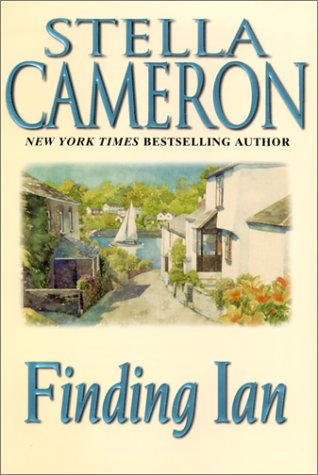 STELLA
CAMERON
NEW YORK TIMES BESTSELLING AUTHOR
Finding Ian